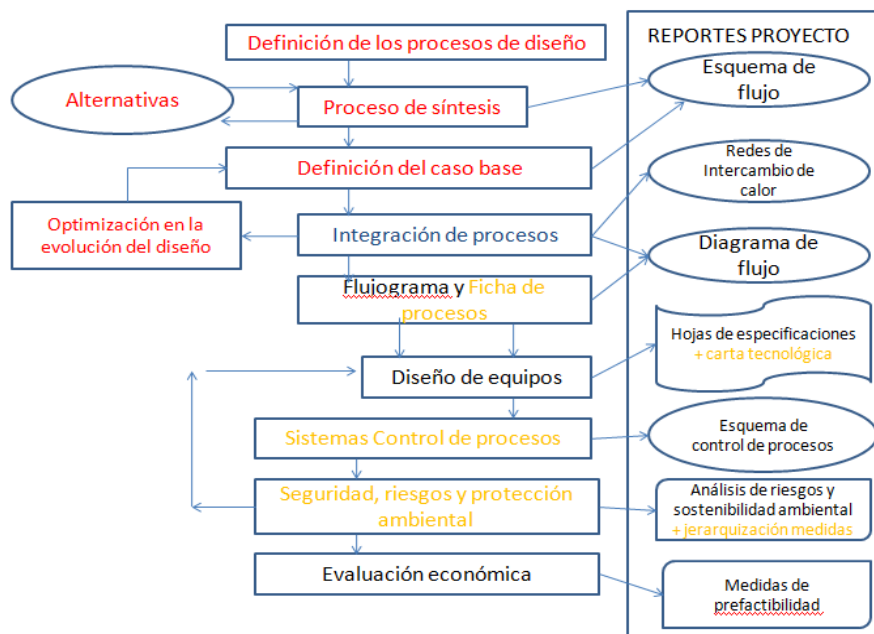 Definición de los procesos de diseño
REPORTES PROYECTO
Alternativas
Proceso de síntesis
Esquema de
flujo
Definición del caso base
Redes de
Intercambio de
calor
Optimización en la
evolución del diseño
Integración de procesos
Diagrama de
flujo
Flujograma y Ficha de
procesos
Hojas de especificaciones
+ carta tecnológica
Diseño de equipos
Sistemas Control de procesos
Esquema de
control de procesos
Seguridad, riesgos y protección
ambiental
Análisis de riesgos y
sostenibilidad ambiental
+ jerarquización medidas
Evaluación económica
Medidas de
prefactibilidad